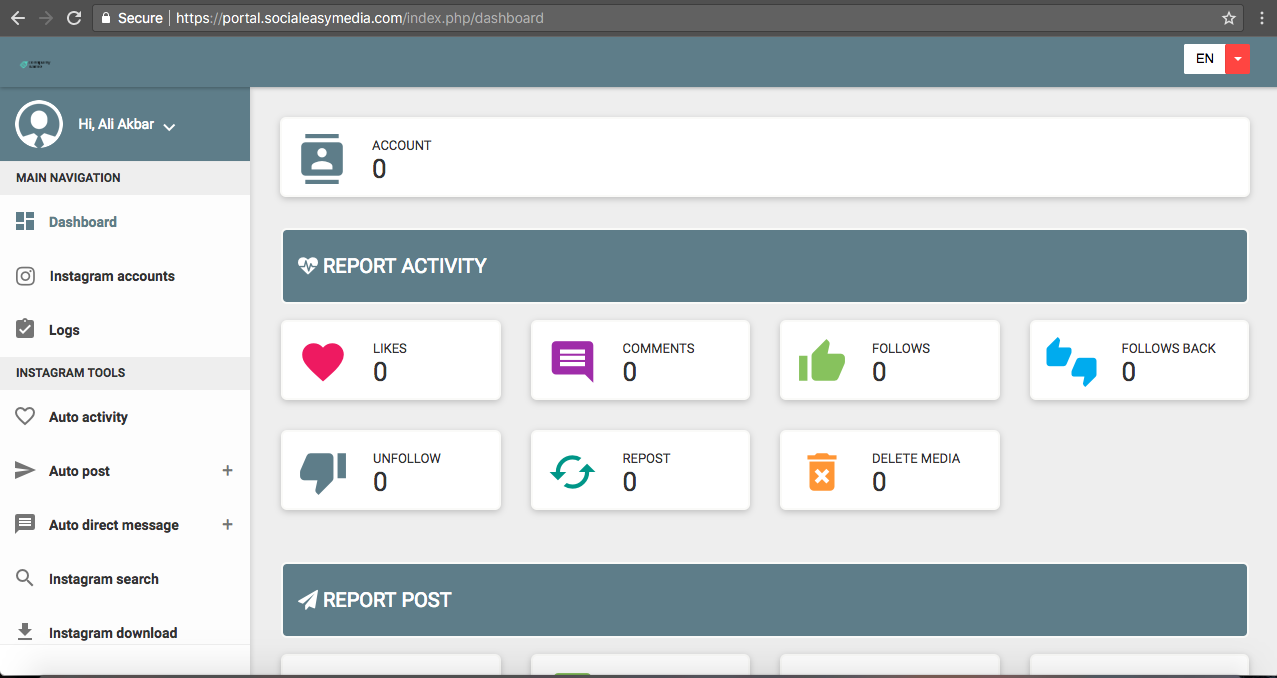 Secure | https://portal.socialeasymedia.com/index.php/dashboard
EN
Hi, Ali Akbar
MAIN NAVIGATION
Dashboard
Instagram accounts
Logs
INSTAGRAM TOOLS
Auto activity
Auto post +
Auto direct message +
Instagram search
Instagram download
ACCOUNT
0
REPORT ACTIVITY
LIKES
0
COMMENTS
0
FOLLOWS
0
FOLLOWS BACK
0
UNFOLLOW
0
REPOST
0
DELETE MEDIA
0
REPORT POST